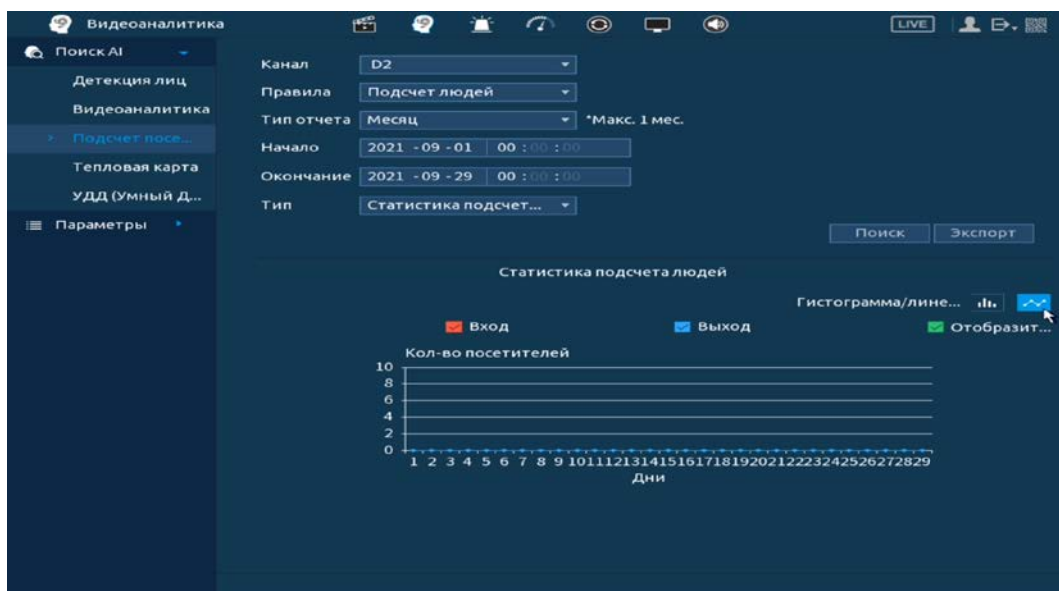 Видеоаналитика
LIVE
Поиск AI
Детекция лиц
Видеоаналитика
Подсчет посе...
Тепловая карта
УДД (Умный Д...
Параметры
Канал D2
Правила Подсчет людей
Тип отчета Месяц *Макс. 1 мес.
Начало 2021 - 09 - 01 00 : 00 : 00
Окончание 2021 - 09 - 29 00 : 00 : 00
Тип Статистика подсчет...
Поиск Экспорт
Статистика подсчета людей
Гистограмма/лине...
Вход Выход Отобразит...
Кол-во посетителей
10
8
6
4
2
0
1 2 3 4 5 6 7 8 9 10 11 12 13 14 15 16 17 18 19 20 21 22 23 24 25 26 27 28 29
Дни